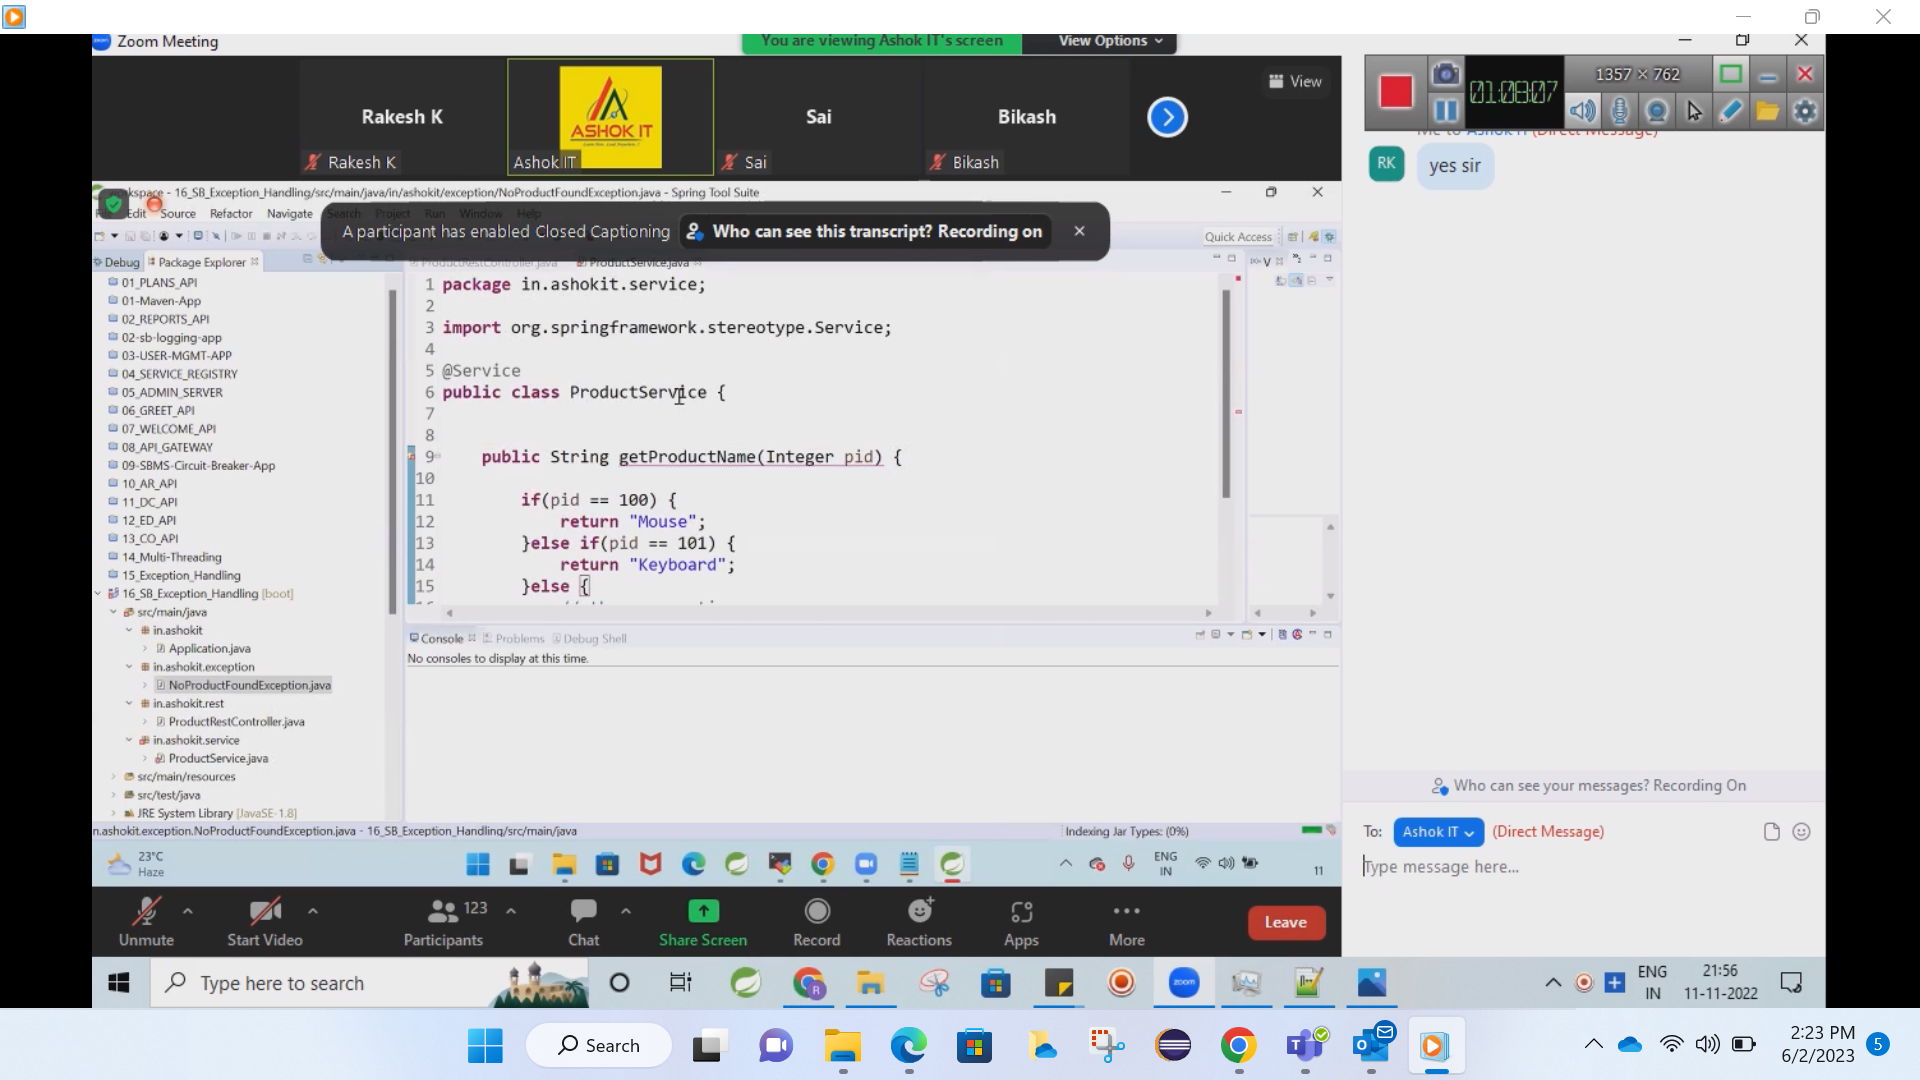 Zoom Meeting
You are viewing Ashok IT's screen
View Options
Rakesh K
ASHOK IT
Sai
Bikash
View
Rakesh K
Ashok IT
Sai
Bikash
01:08:07
1357 × 762
(Direct Message)
RK
yes sir
workspace - 16_SB_Exception_Handling/src/main/java/in/ashokit/exception/NoProductFoundException.java - Spring Tool Suite
Edit Source Refactor Navigate Search Project Run Window Help
A participant has enabled Closed Captioning
Who can see this transcript? Recording on
Quick Access
Debug
Package Explorer
ProductRestController.java
ProductService.java
01_PLANS_API
01-Maven-App
02_REPORTS_API
02-sb-logging-app
03-USER-MGMT-APP
04_SERVICE_REGISTRY
05_ADMIN_SERVER
06_GREET_API
07_WELCOME_API
08_API_GATEWAY
09-SBMS-Circuit-Breaker-App
10_AR_API
11_DC_API
12_ED_API
13_CO_API
14_Multi-Threading
15_Exception_Handling
16_SB_Exception_Handling [boot]
src/main/java
in.ashokit
Application.java
in.ashokit.exception
NoProductFoundException.java
in.ashokit.rest
ProductRestController.java
in.ashokit.service
ProductService.java
src/main/resources
src/test/java
JRE System Library [JavaSE-1.8]
1 package in.ashokit.service;
2
3 import org.springframework.stereotype.Service;
4
5 @Service
6 public class ProductService {
7
8
9 public String getProductName(Integer pid) {
10
11 if(pid == 100) {
12 return "Mouse";
13 }else if(pid == 101) {
14 return "Keyboard";
15 }else {
Console
Problems
Debug Shell
No consoles to display at this time.
n.ashokit.exception.NoProductFoundException.java - 16_SB_Exception_Handling/src/main/java
Indexing Jar Types: (0%)
23°C
Haze
ENG
IN
11
Unmute
Start Video
123
Participants
Chat
Share Screen
Record
Reactions
Apps
More
Leave
Who can see your messages? Recording On
To: Ashok IT (Direct Message)
Type message here...
Type here to search
zoom
ENG
IN
21:56
11-11-2022
Search
2:23 PM
6/2/2023
5